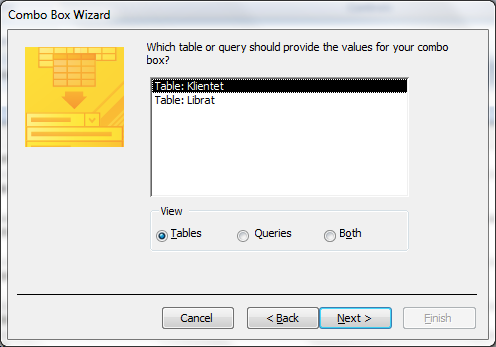 Combo Box Wizard
Which table or query should provide the values for your combo
box?
Table: Klientet
Table: Librat
View
Tables
Queries
Both
Cancel
< Back
Next >
Finish